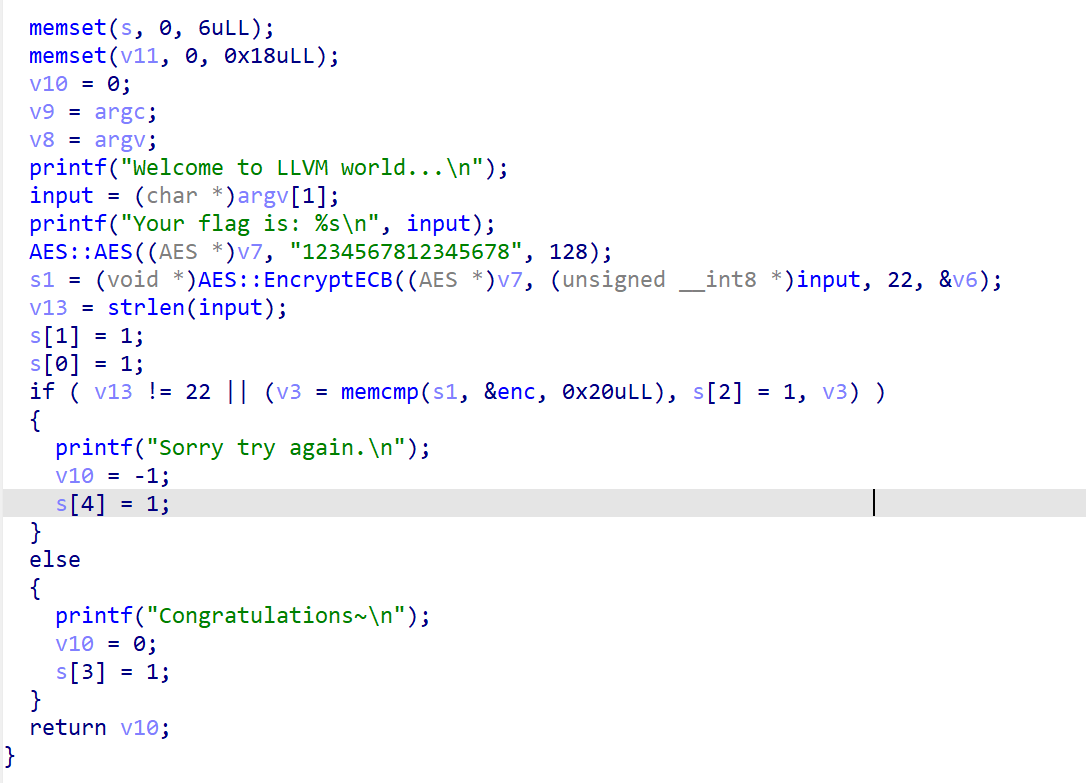 memset(s, 0, 6uLL);
memset(v11, 0, 0x18uLL);
v10 = 0;
v9 = argc;
v8 = argv;
printf("Welcome to LLVM world...\n");
input = (char *)argv[1];
printf("Your flag is: %s\n", input);
AES::AES((AES *)v7, "1234567812345678", 128);
s1 = (void *)AES::EncryptECB((AES *)v7, (unsigned __int8 *)input, 22, &v6);
v13 = strlen(input);
s[1] = 1;
s[0] = 1;
if ( v13 != 22 || (v3 = memcmp(s1, &enc, 0x20uLL), s[2] = 1, v3) )
{
printf("Sorry try again.\n");
v10 = -1;
s[4] = 1;
}
else
{
printf("Congratulations~\n");
v10 = 0;
s[3] = 1;
}
return v10;
}